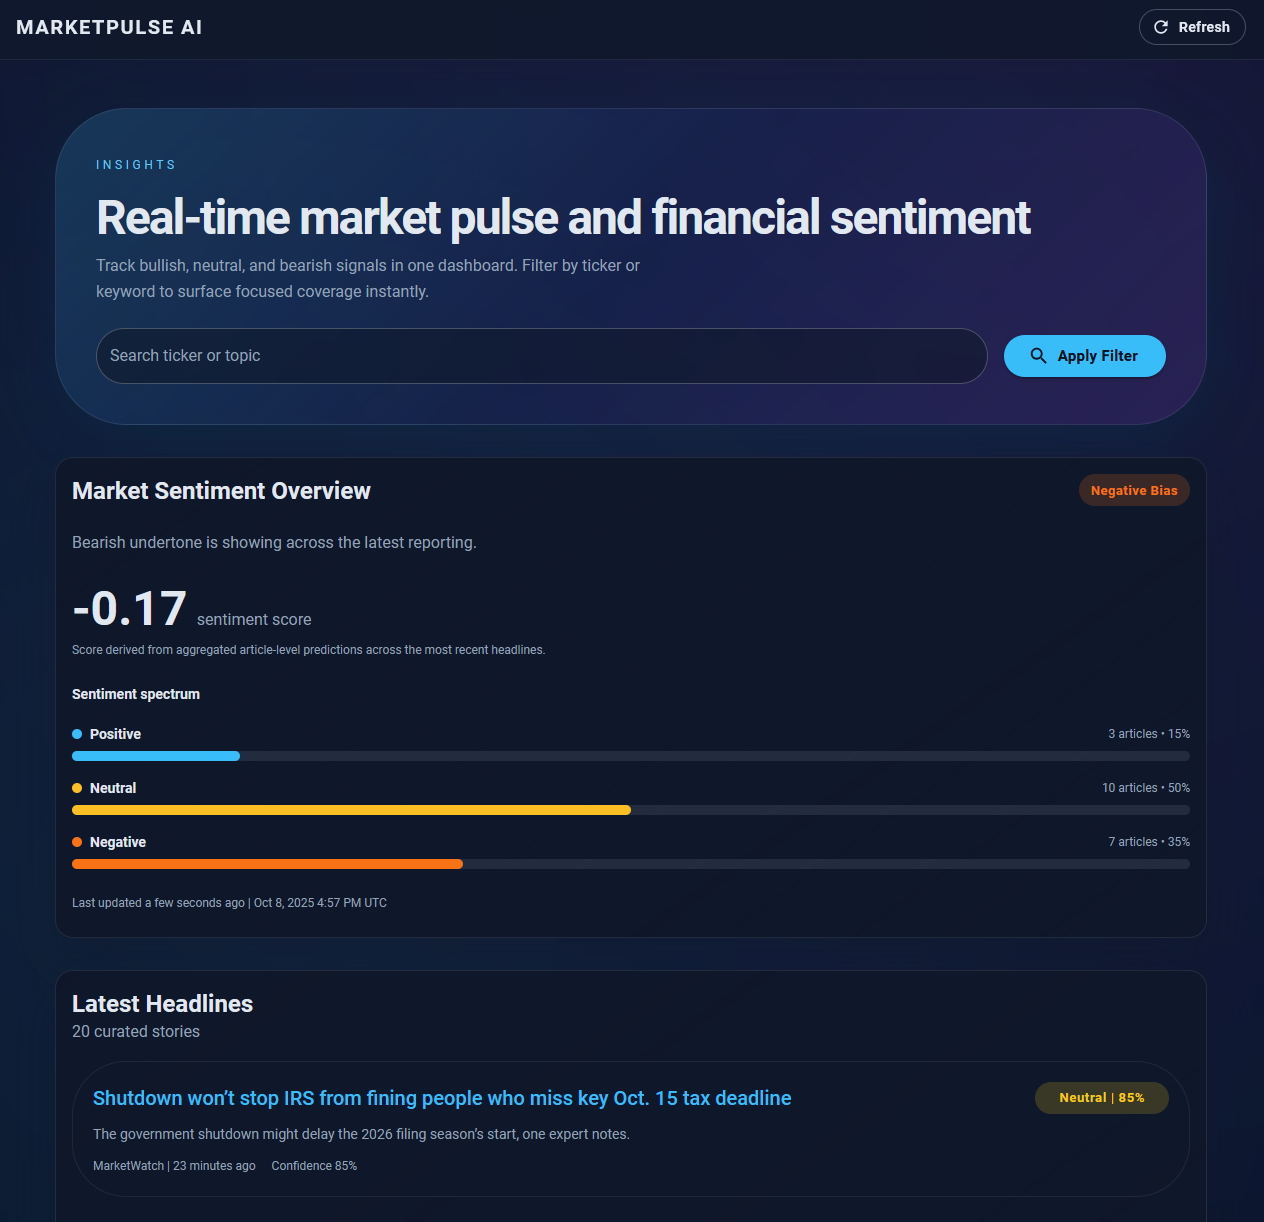 MARKETPULSE AI
Refresh
INSIGHTS
Real-time market pulse and financial sentiment
Track bullish, neutral, and bearish signals in one dashboard. Filter by ticker or
keyword to surface focused coverage instantly.
Search ticker or topic
Apply Filter
Market Sentiment Overview
Negative Bias
Bearish undertone is showing across the latest reporting.
-0.17 sentiment score
Score derived from aggregated article-level predictions across the most recent headlines.
Sentiment spectrum
Positive
3 articles • 15%
Neutral
10 articles • 50%
Negative
7 articles • 35%
Last updated a few seconds ago | Oct 8, 2025 4:57 PM UTC
Latest Headlines
20 curated stories
Shutdown won’t stop IRS from fining people who miss key Oct. 15 tax deadline
Neutral | 85%
The government shutdown might delay the 2026 filing season’s start, one expert notes.
MarketWatch | 23 minutes ago Confidence 85%